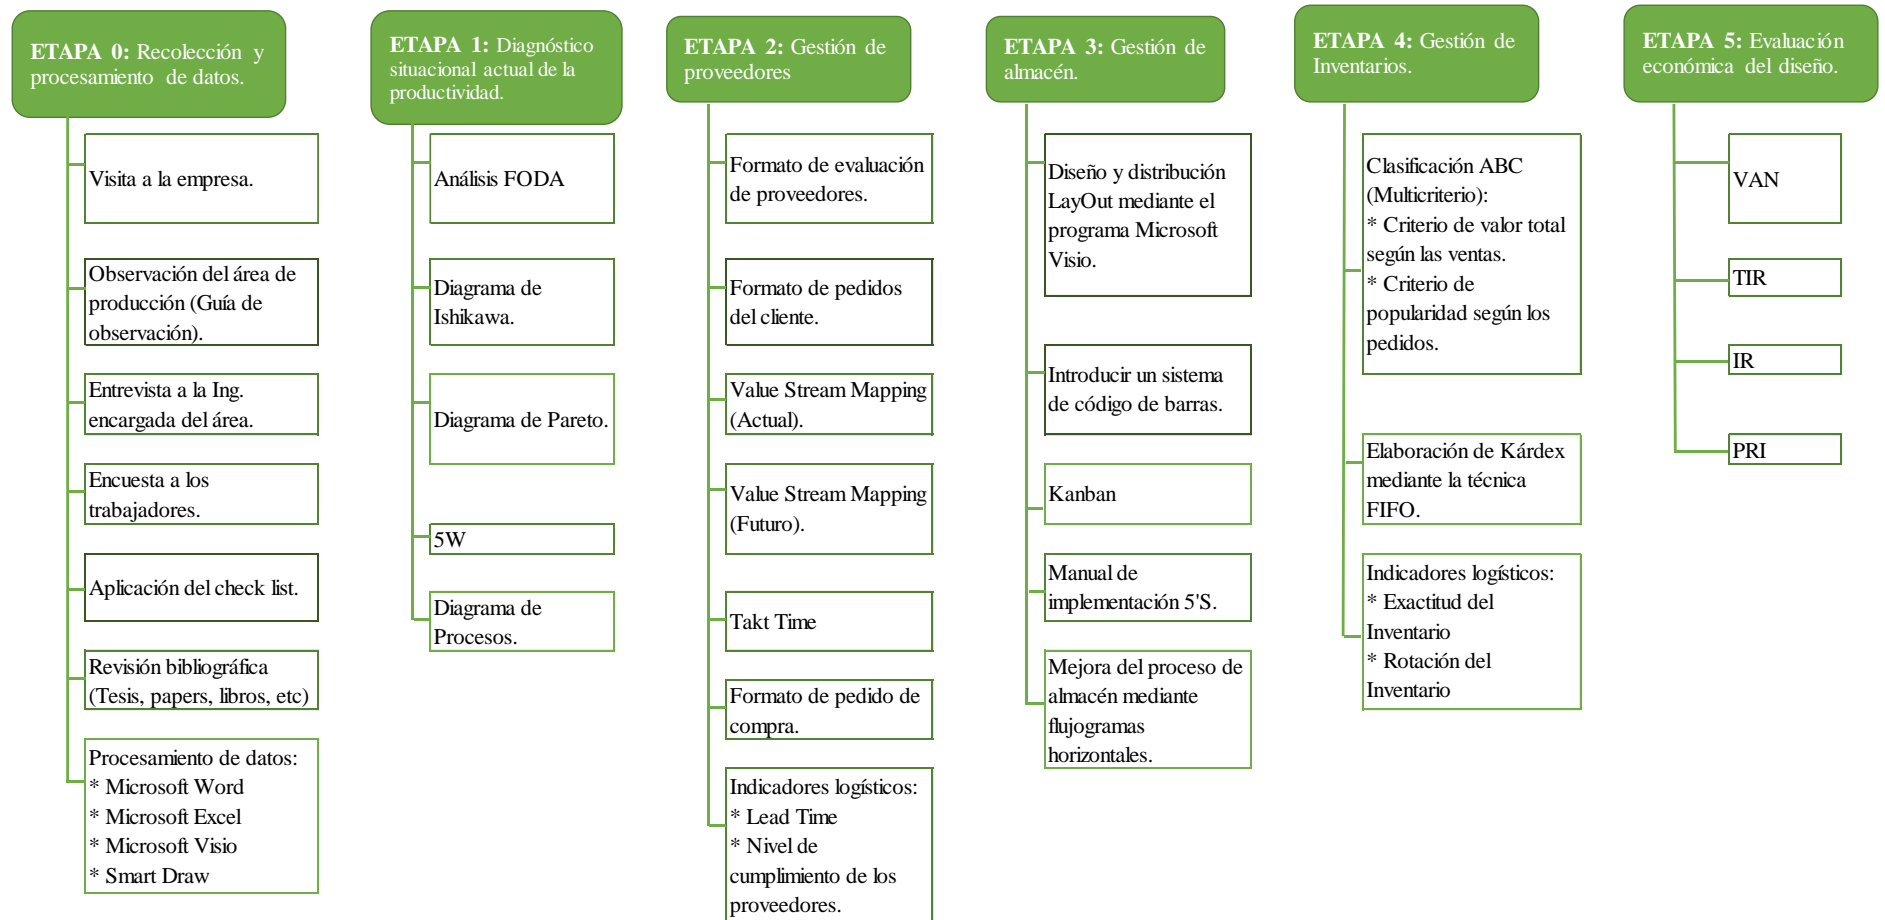 ETAPA 0: Recolección y
procesamiento de datos.
Visita a la empresa.
Observación del área de
producción (Guía de
observación).
Entrevista a la Ing.
encargada del área.
Encuesta a los
trabajadores.
Aplicación del check list.
Revisión bibliográfica
(Tesis, papers, libros, etc)
Procesamiento de datos:
* Microsoft Word
* Microsoft Excel
* Microsoft Visio
* Smart Draw
ETAPA 1: Diagnóstico
situacional actual de la
productividad.
Análisis FODA
Diagrama de
Ishikawa.
Diagrama de Pareto.
5W
Diagrama de
Procesos.
ETAPA 2: Gestión de
proveedores
Formato de evaluación
de proveedores.
Formato de pedidos
del cliente.
Value Stream Mapping
(Actual).
Value Stream Mapping
(Futuro).
Takt Time
Formato de pedido de
compra.
Indicadores logísticos:
* Lead Time
* Nivel de
cumplimiento de los
proveedores.
ETAPA 3: Gestión de
almacén.
Diseño y distribución
LayOut mediante el
programa Microsoft
Visio.
Introducir un sistema
de código de barras.
Kanban
Manual de
implementación 5'S.
Mejora del proceso de
almacén mediante
flujogramas
horizontales.
ETAPA 4: Gestión de
Inventarios.
Clasificación ABC
(Multicriterio):
* Criterio de valor total
según las ventas.
* Criterio de
popularidad según los
pedidos.
Elaboración de Kárdex
mediante la técnica
FIFO.
Indicadores logísticos:
* Exactitud del
Inventario
* Rotación del
Inventario
ETAPA 5: Evaluación
económica del diseño.
VAN
TIR
IR
PRI